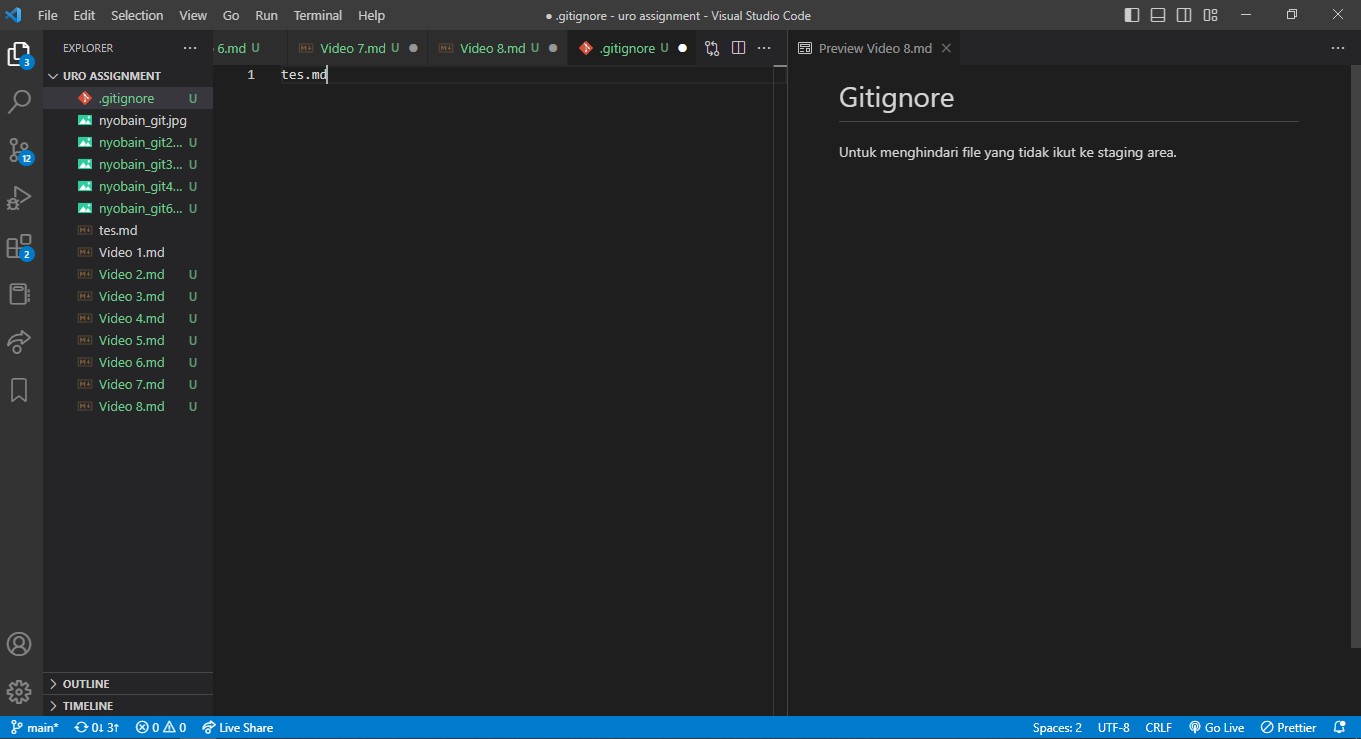 File Edit Selection View Go Run Terminal Help
● .gitignore - uro assignment - Visual Studio Code
EXPLORER ...
6.md U
Video 7.md U ●
Video 8.md U ●
.gitignore U ●
Preview Video 8.md
3
12
2
URO ASSIGNMENT
.gitignore U
nyobain_git.jpg
nyobain_git2... U
nyobain_git3... U
nyobain_git4... U
nyobain_git6... U
tes.md
Video 1.md
Video 2.md U
Video 3.md U
Video 4.md U
Video 5.md U
Video 6.md U
Video 7.md U
Video 8.md U
OUTLINE
TIMELINE
1 tes.md
Gitignore
Untuk menghindari file yang tidak ikut ke staging area.
main* 0↓ 3↑ 0 0 Live Share
Spaces: 2 UTF-8 CRLF Go Live Prettier